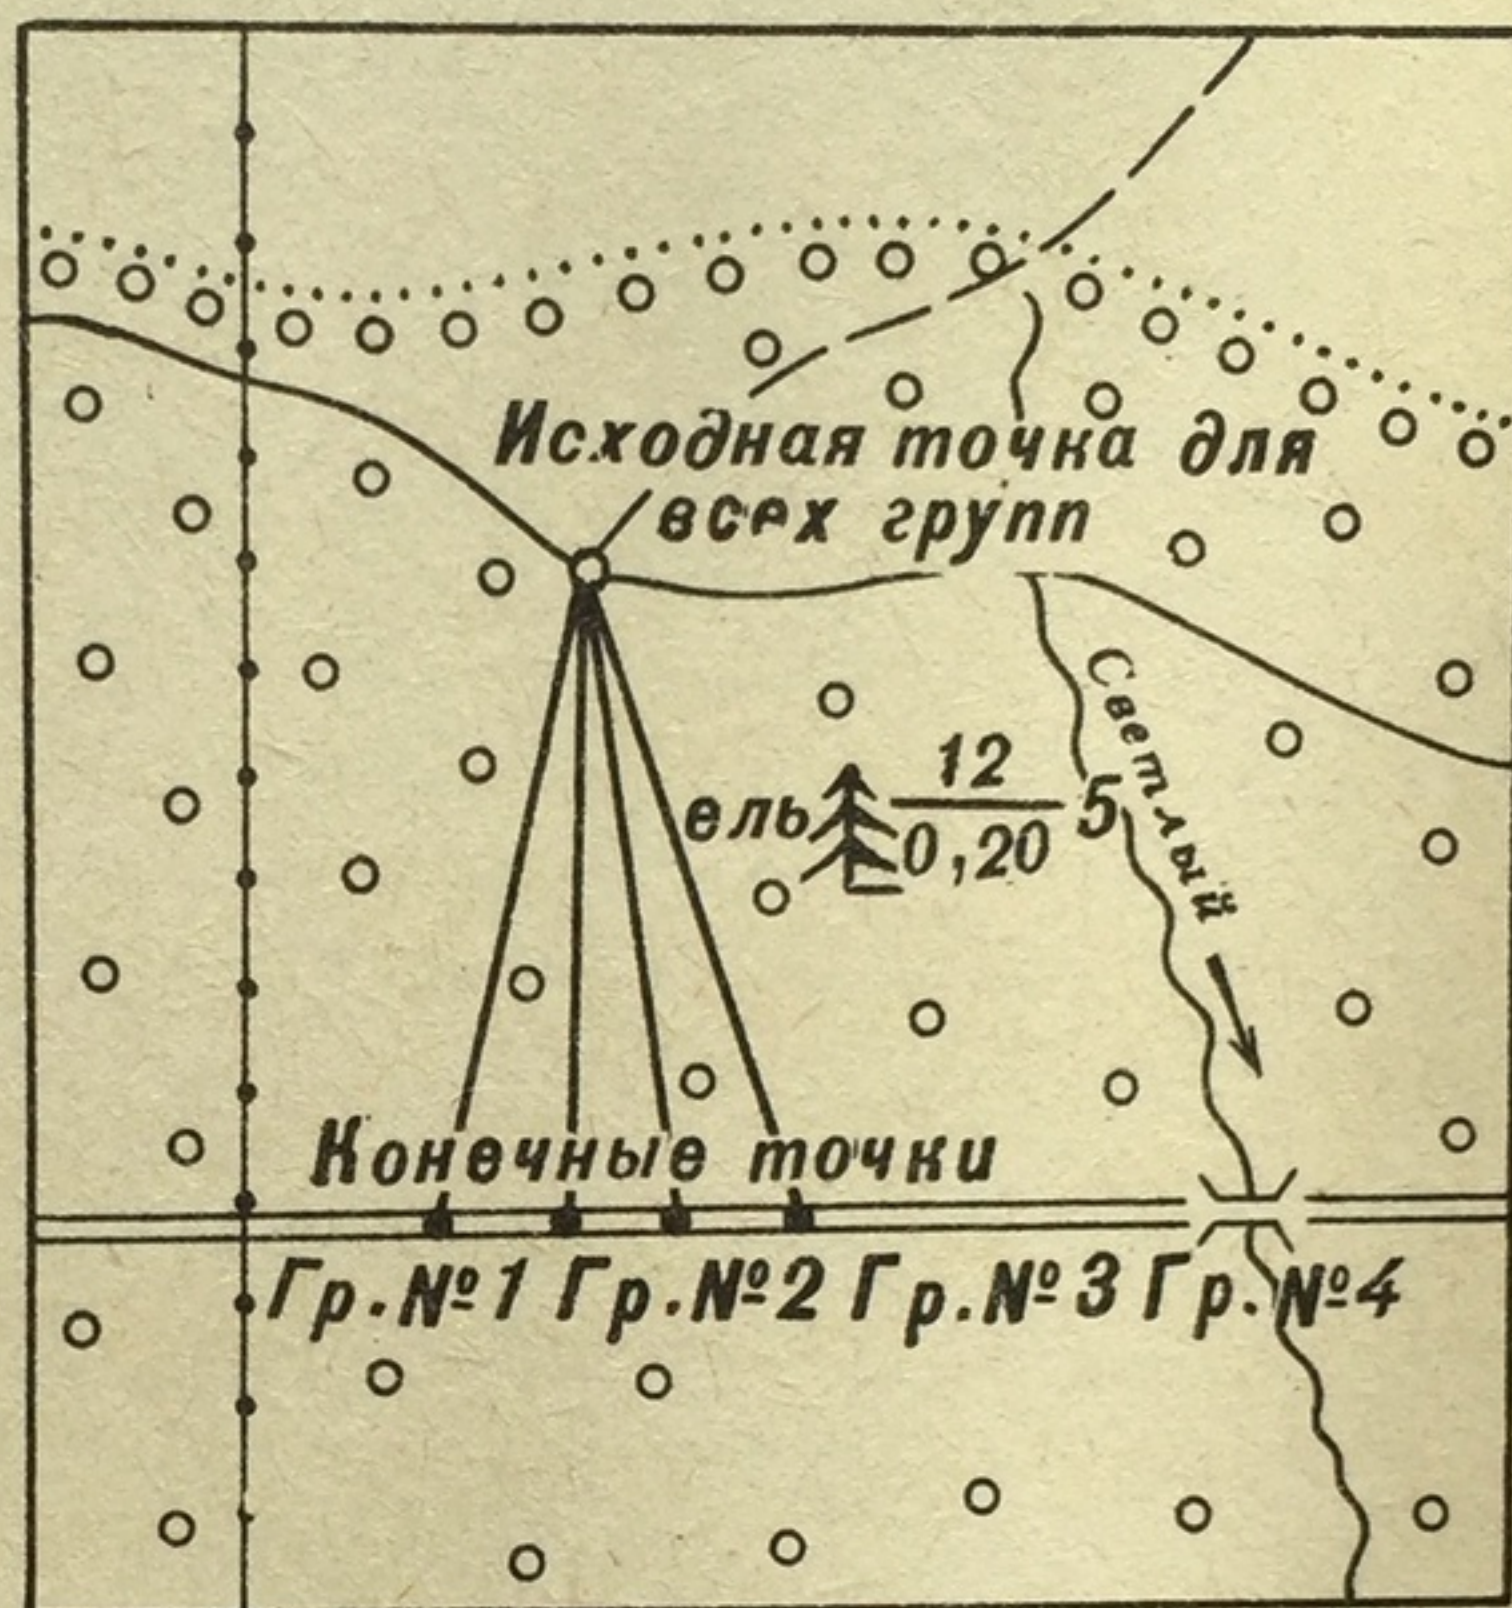 Исходная точка для
всех групп
Светлый
ель 12 5
0,20
Конечные точки
Гр.№1 Гр.№2 Гр.№3 Гр.№4